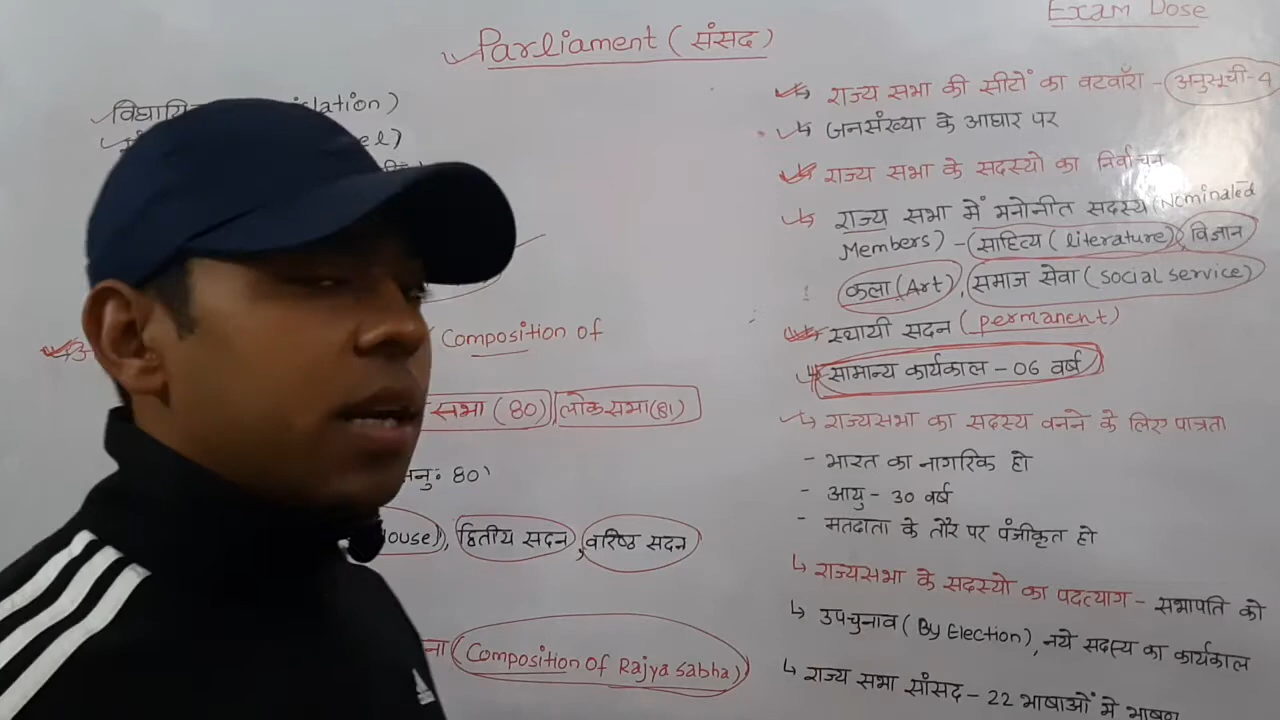 Exam Dose
Parliament (संसद)
lation)
राज्य सभा की सीटों का वटवाँरा - अनुसूची-4
जनसंख्या के आधार पर
राज्य सभा के सदस्यो का निर्वाचन
राज्य सभा में मनोनीत सदस्य (Nominated
Members) - (साहित्य (literature), विज्ञान
कला (Art), समाज सेवा (Social Service)
स्थायी सदन (permanent)
सामान्य कार्यकाल - 06 वर्ष
राज्यसभा का सदस्य वनने के लिए पात्रता
- भारत का नागरिक हो
- आयु - 30 वर्ष
- मतदाता के तौर पर पंजीकृत हो
राज्यसभा के सदस्यो का पदत्याग - सभापति को
उपचुनाव (By Election), नये सदस्य का कार्यकाल
राज्य सभा सांसद - 22 भाषाओं मे भाषण
Composition of
सभा (80) लोकसभा (81)
अनु: 80
ouse), द्वितीय सदन, वरिष्ठ सदन
ना (Composition of Rajya Sabha)